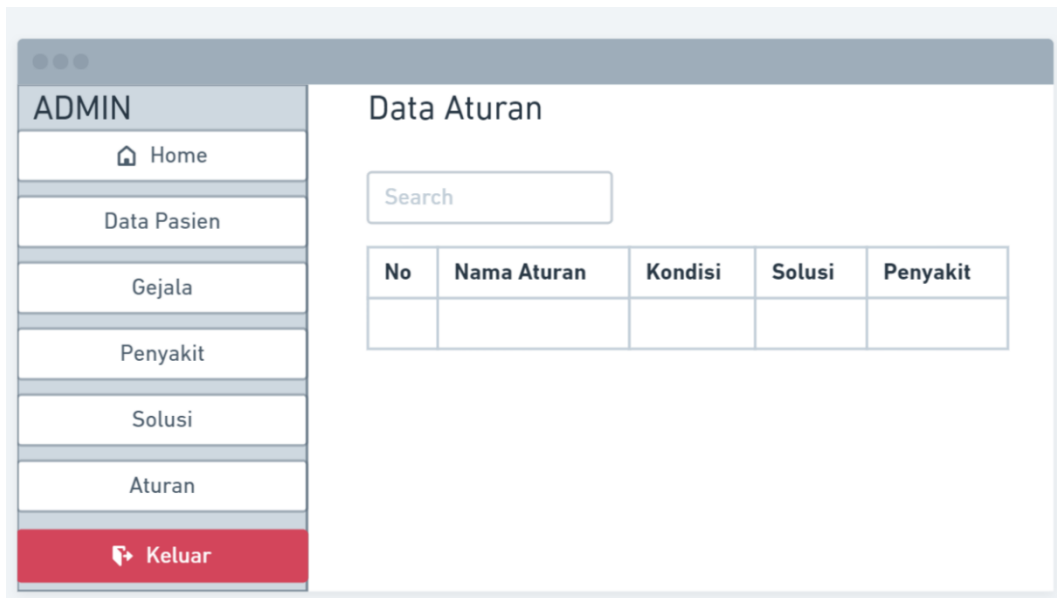 ADMIN
Home
Data Pasien
Gejala
Penyakit
Solusi
Aturan
Keluar
Data Aturan
Search
No Nama Aturan Kondisi Solusi Penyakit